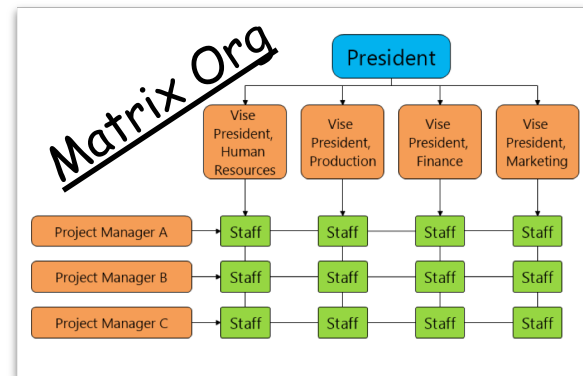 Matrix Org
President
Vise
President,
Human
Resources
Vise
President,
Production
Vise
President,
Finance
Vise
President,
Marketing
Project Manager A
Staff
Staff
Staff
Staff
Project Manager B
Staff
Staff
Staff
Staff
Project Manager C
Staff
Staff
Staff
Staff